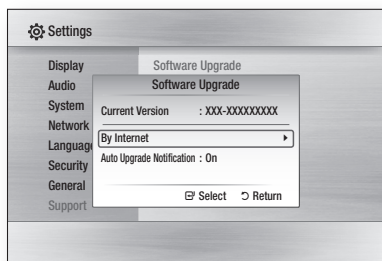 Settings
Display
Software Upgrade
Audio
Software Upgrade
System
Current Version : XXX-XXXXXXXXX
Network
By Internet
Language
Auto Upgrade Notification : On
Security
General
Select Return
Support